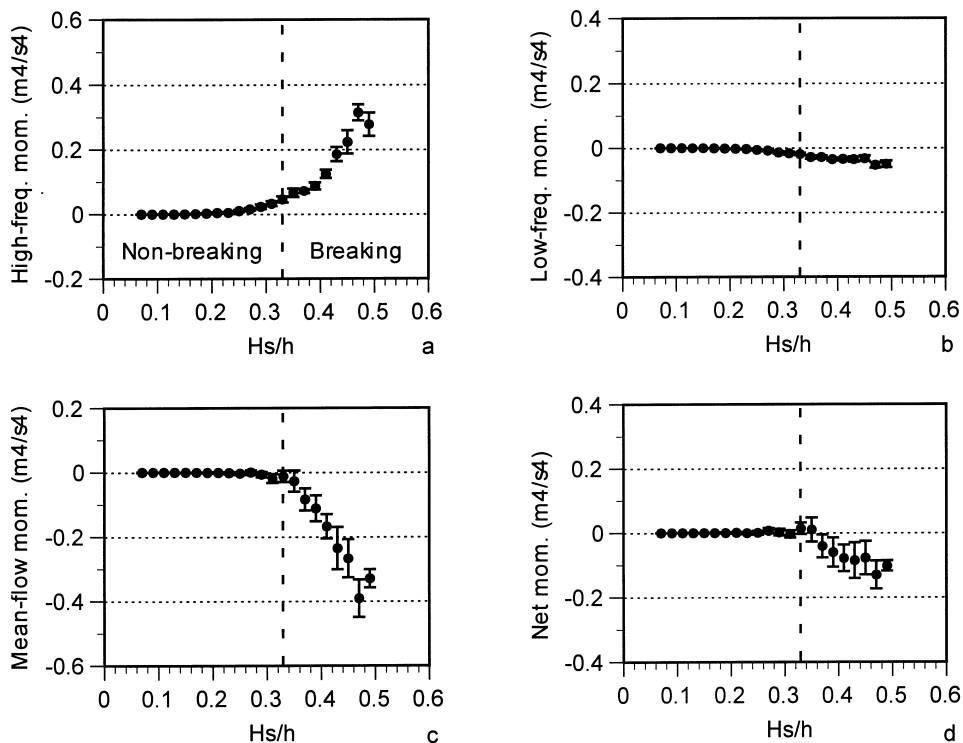 High-freq. mom. (m4/s4)
0.6
0.4
0.2
0
-0.2
Non-breaking
Breaking
0 0.1 0.2 0.3 0.4 0.5 0.6
Hs/h
a
Low-freq. mom. (m4/s4)
0.4
0.2
0
-0.2
-0.4
0 0.1 0.2 0.3 0.4 0.5 0.6
Hs/h
b
Mean-flow mom. (m4/s4)
0.2
0
-0.2
-0.4
-0.6
0 0.1 0.2 0.3 0.4 0.5 0.6
Hs/h
c
Net mom. (m4/s4)
0.4
0.2
0
-0.2
-0.4
0 0.1 0.2 0.3 0.4 0.5 0.6
Hs/h
d